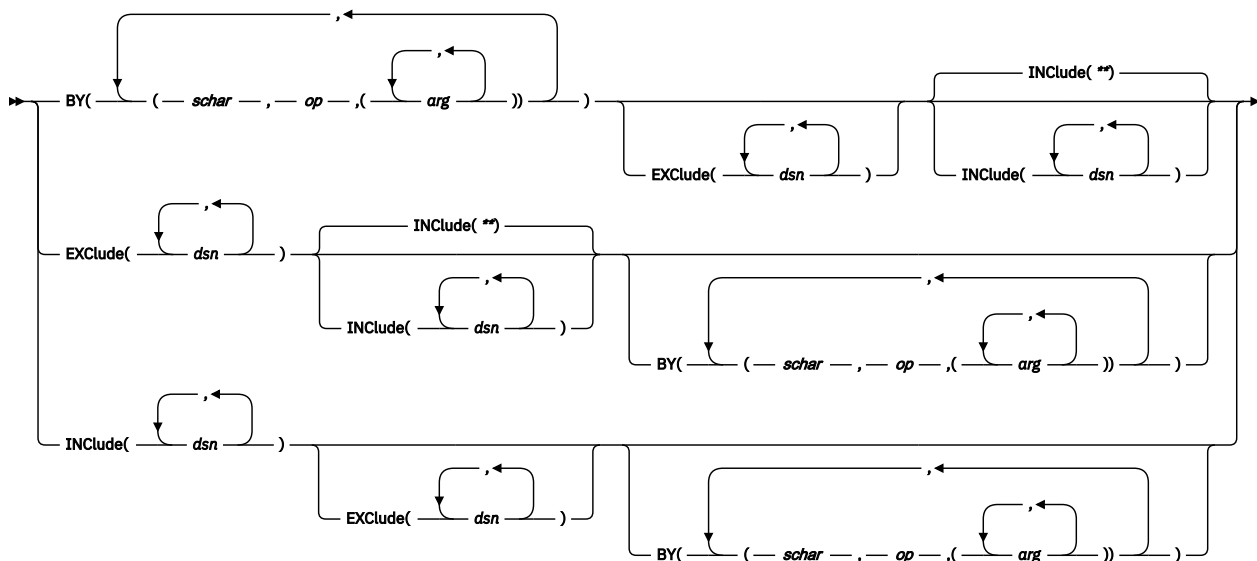 ,
,
INClude( **)
BY( ( schar , op ,( arg )) )
, ,
EXClude( dsn ) INClude( dsn )
,
INClude( **)
EXClude( dsn )
, ,
,
INClude( dsn )
BY( ( schar , op ,( arg )) )
,
INClude( dsn )
, ,
,
EXClude( dsn )
BY( ( schar , op ,( arg )) )